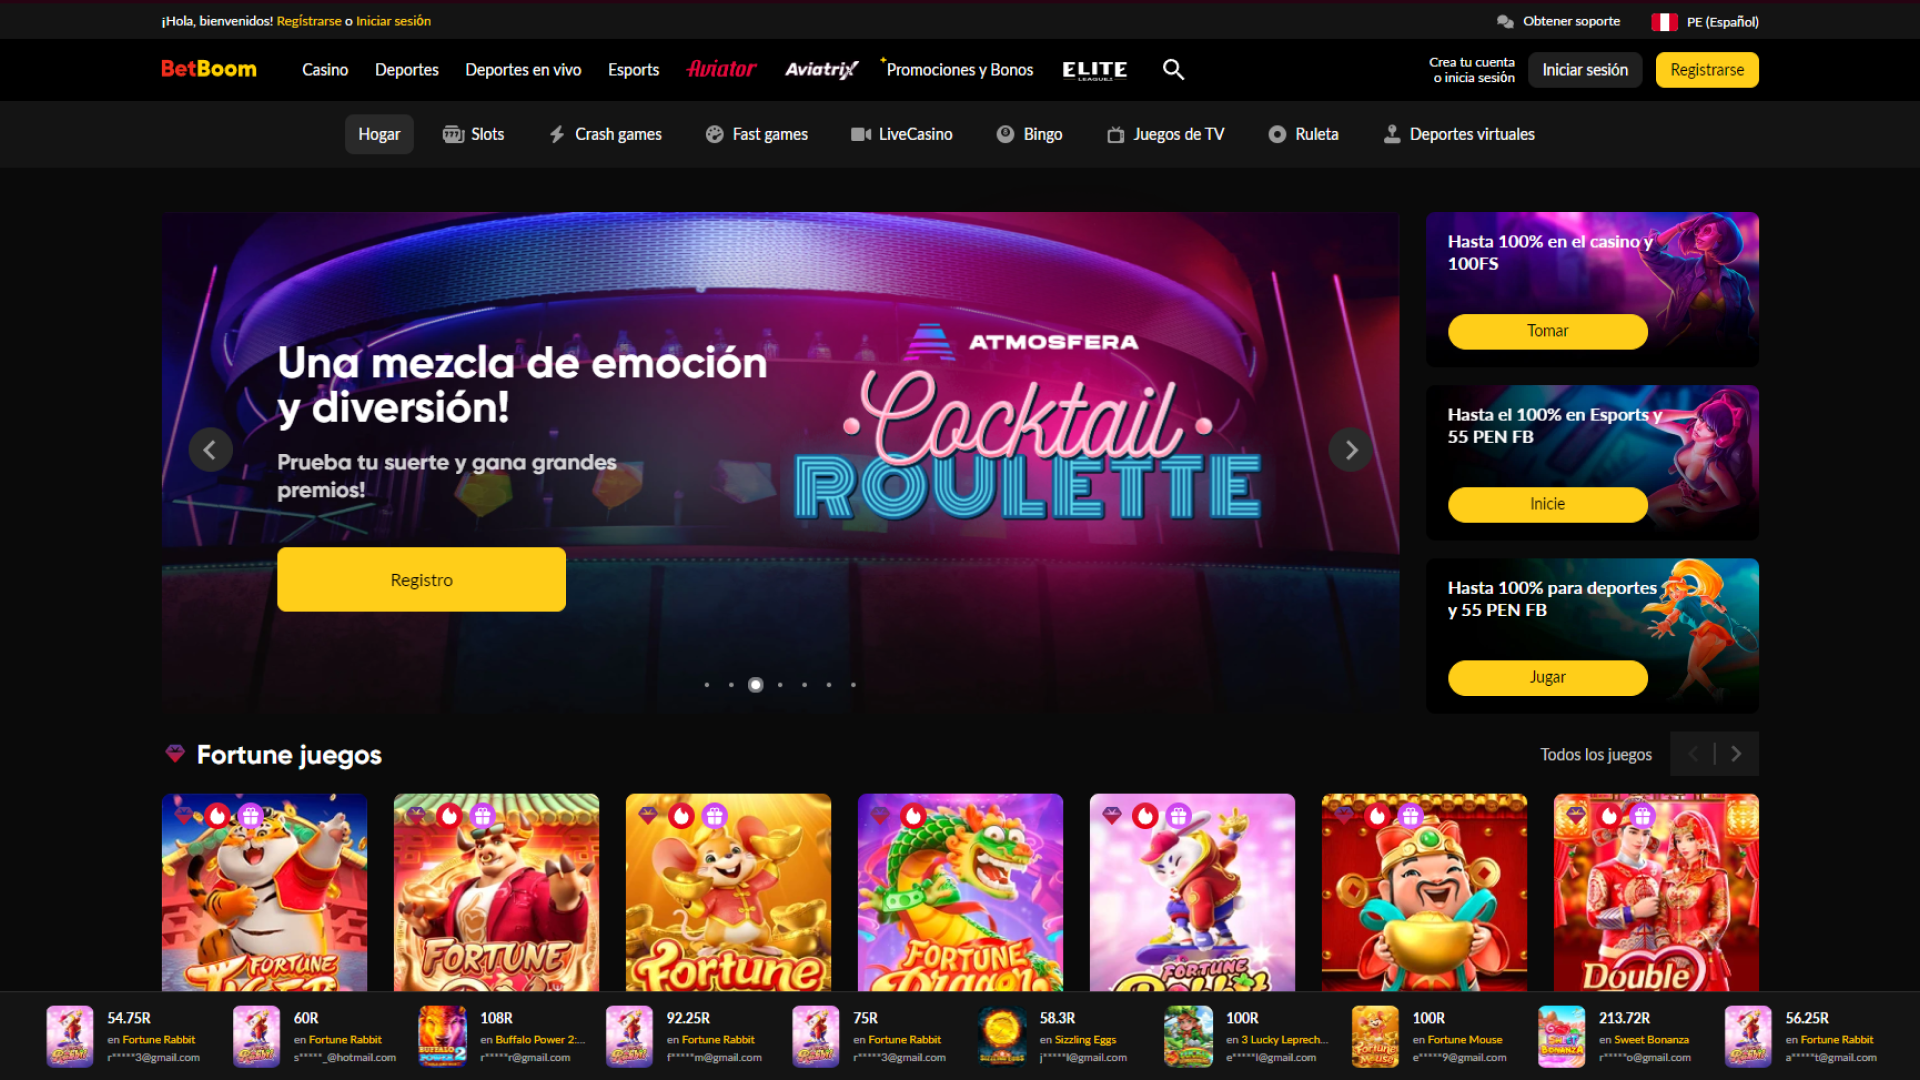 ¡Hola, bienvenidos! Regístrarse o Iniciar sesión
Obtener soporte
PE (Español)
BetBoom
Casino
Deportes
Deportes en vivo
Esports
Aviator
Aviatrix
Promociones y Bonos
ELITE
LEAGUEZ
Crea tu cuenta
o inicia sesión
Iniciar sesión
Registrarse
Hogar
Slots
Crash games
Fast games
LiveCasino
Bingo
Juegos de TV
Ruleta
Deportes virtuales
Una mezcla de emoción
y diversión!
Prueba tu suerte y gana grandes
premios!
Registro
ATMOSFERA
Cocktail
ROULETTE
Hasta 100% en el casino y
100FS
Tomar
Hasta el 100% en Esports y
55 PEN FB
Inicie
Hasta 100% para deportes
y 55 PEN FB
Jugar
Fortune juegos
Todos los juegos
FORTUNE
TIGER
FORTUNE
Fortune
FORTUNE
Dragon
FORTUNE
Rabbit
Double
54.75R
en Fortune Rabbit
r*****3@gmail.com
60R
en Fortune Rabbit
s*****_@hotmail.com
BUFFALO
POWER 2
108R
en Buffalo Power 2:...
r*****r@gmail.com
92.25R
en Fortune Rabbit
f*****m@gmail.com
75R
en Fortune Rabbit
r*****3@gmail.com
SIZZLING EGGS
58.3R
en Sizzling Eggs
j*****l@gmail.com
100R
en 3 Lucky Leprech...
e*****l@gmail.com
100R
en Fortune Mouse
e*****9@gmail.com
SWEET
BONANZA
213.72R
en Sweet Bonanza
r*****o@gmail.com
56.25R
en Fortune Rabbit
a*****t@gmail.com